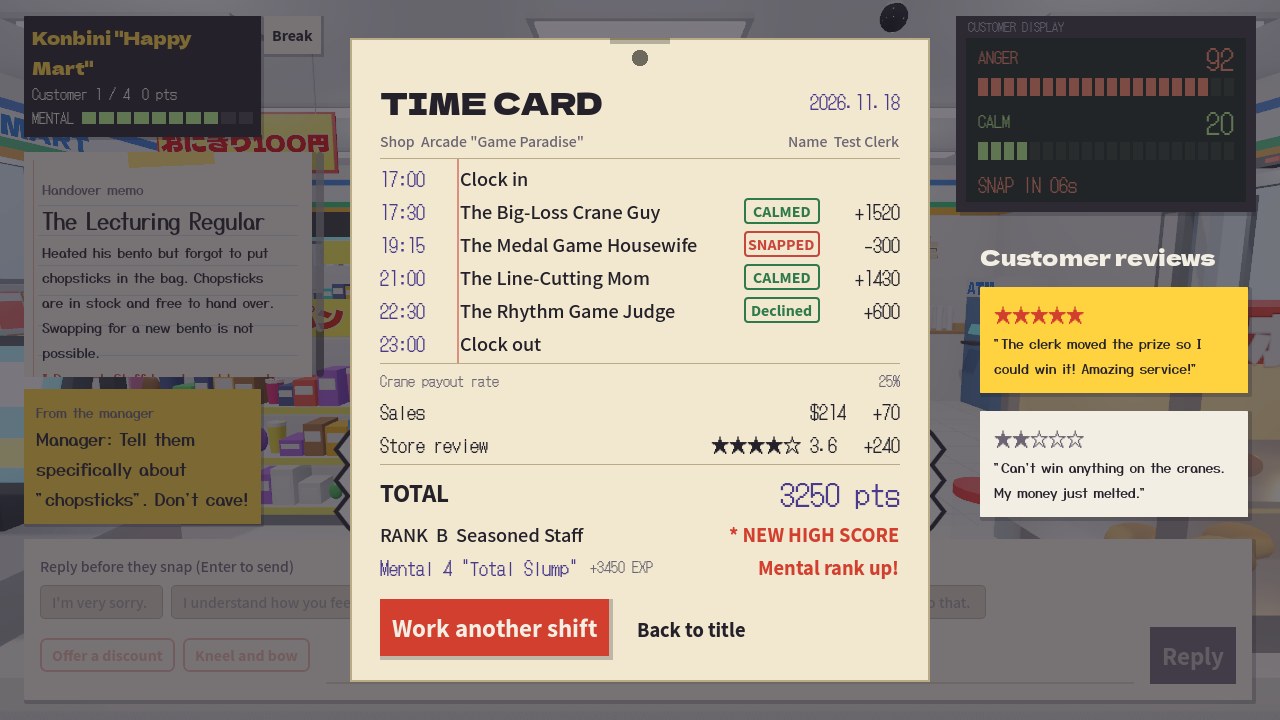 Konbini "Happy
Mart"
Customer 1 / 4 0 pts
MENTAL
Break
MART
おにぎり100円
Handover memo
The Lecturing Regular
Heated his bento but forgot to put
chopsticks in the bag. Chopsticks
are in stock and free to hand over.
Swapping for a new bento is not
possible.
From the manager
Manager: Tell them
specifically about
"chopsticks". Don't cave!
TIME CARD
2026.11.18
Shop Arcade "Game Paradise"
Name Test Clerk
17:00 Clock in
17:30 The Big-Loss Crane Guy CALMED +1520
19:15 The Medal Game Housewife SNAPPED -300
21:00 The Line-Cutting Mom CALMED +1430
22:30 The Rhythm Game Judge Declined +600
23:00 Clock out
Crane payout rate 25%
Sales $214 +70
Store review ★★★★☆ 3.6 +240
TOTAL 3250 pts
RANK B Seasoned Staff * NEW HIGH SCORE
Mental 4 "Total Slump" +3450 EXP Mental rank up!
Work another shift
Back to title
CUSTOMER DISPLAY
ANGER 92
CALM 20
SNAP IN 06s
ATM
Customer reviews
★★★★★
"The clerk moved the prize so I
could win it! Amazing service!"
★★☆☆☆
"Can't win anything on the cranes.
My money just melted."
Reply before they snap (Enter to send)
I'm very sorry.
I understand how you fee
o that.
Offer a discount
Kneel and bow
Reply